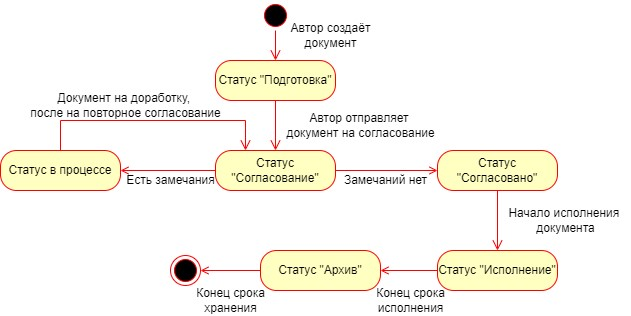 Автор создаёт
документ
Статус "Подготовка"
Документ на доработку,
после на повторное согласование
Автор отправляет
документ на согласование
Статус в процессе
Есть замечания
Статус
"Согласование"
Замечаний нет
Статус
"Согласовано"
Начало исполнения
документа
Статус "Архив"
Статус "Исполнение"
Конец срока
хранения
Конец срока
исполнения